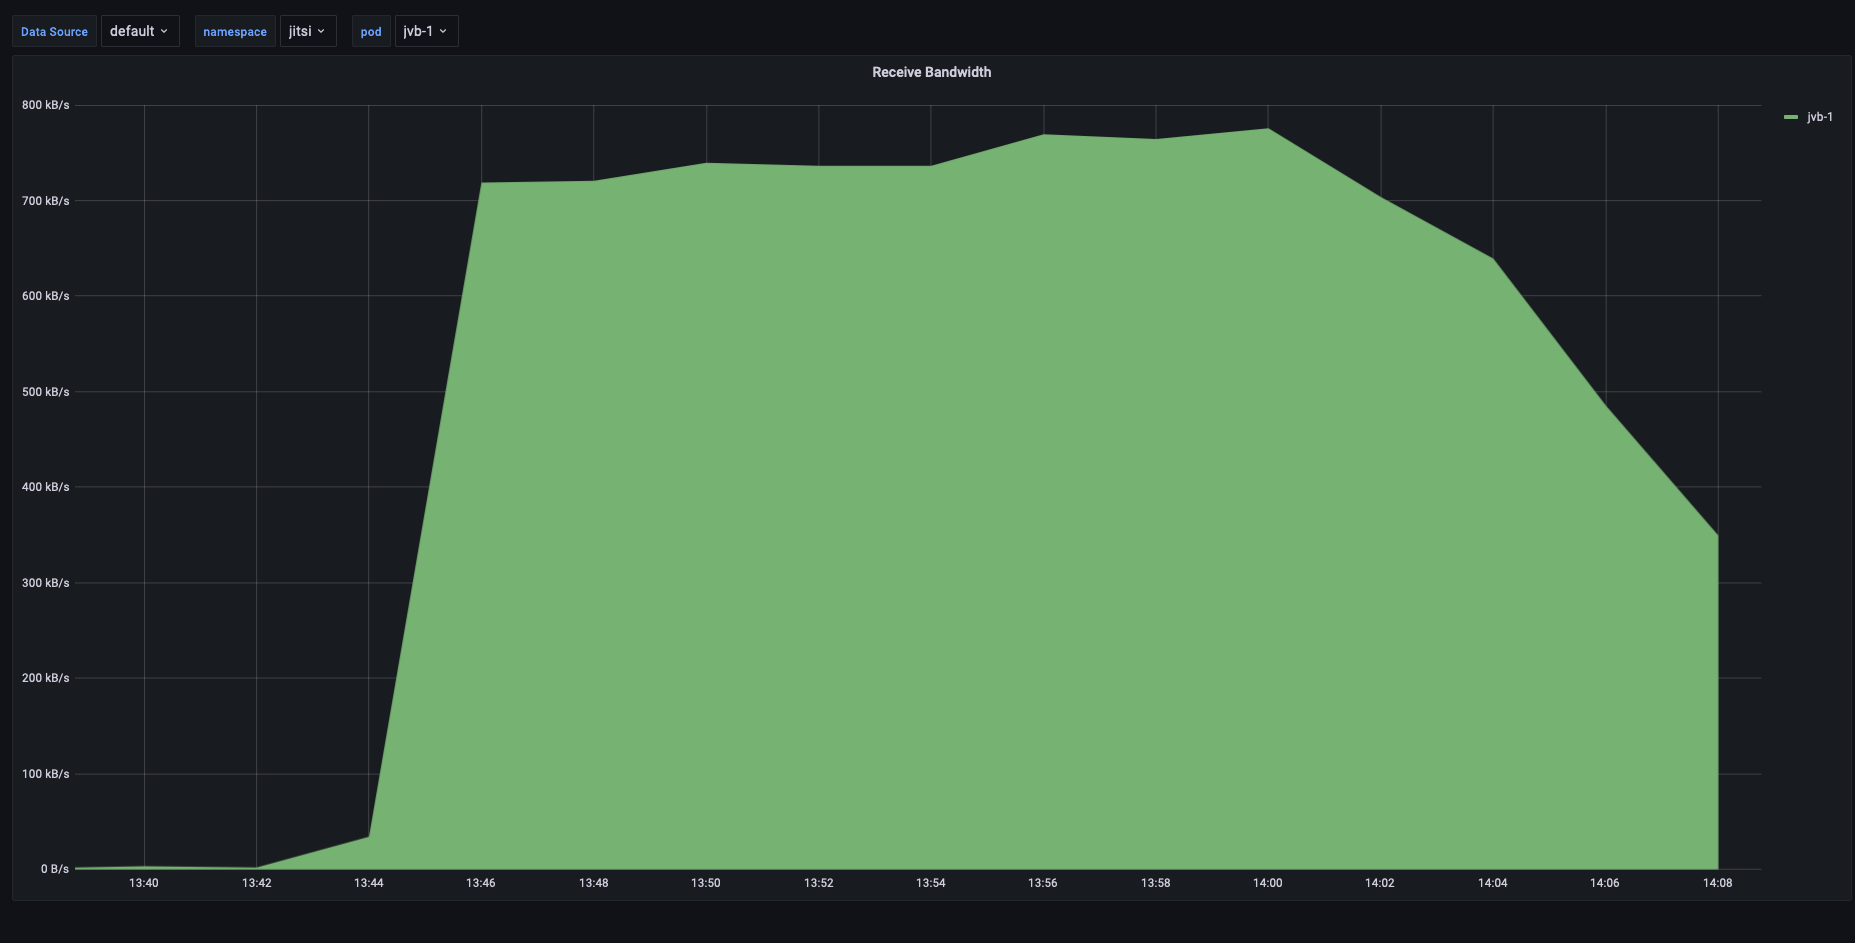 Data Source default namespace jitsi pod jvb-1
Receive Bandwidth
800 kB/s
jvb-1
700 kB/s
600 kB/s
500 kB/s
400 kB/s
300 kB/s
200 kB/s
100 kB/s
0 B/s
13:40 13:42 13:44 13:46 13:48 13:50 13:52 13:54 13:56 13:58 14:00 14:02 14:04 14:06 14:08